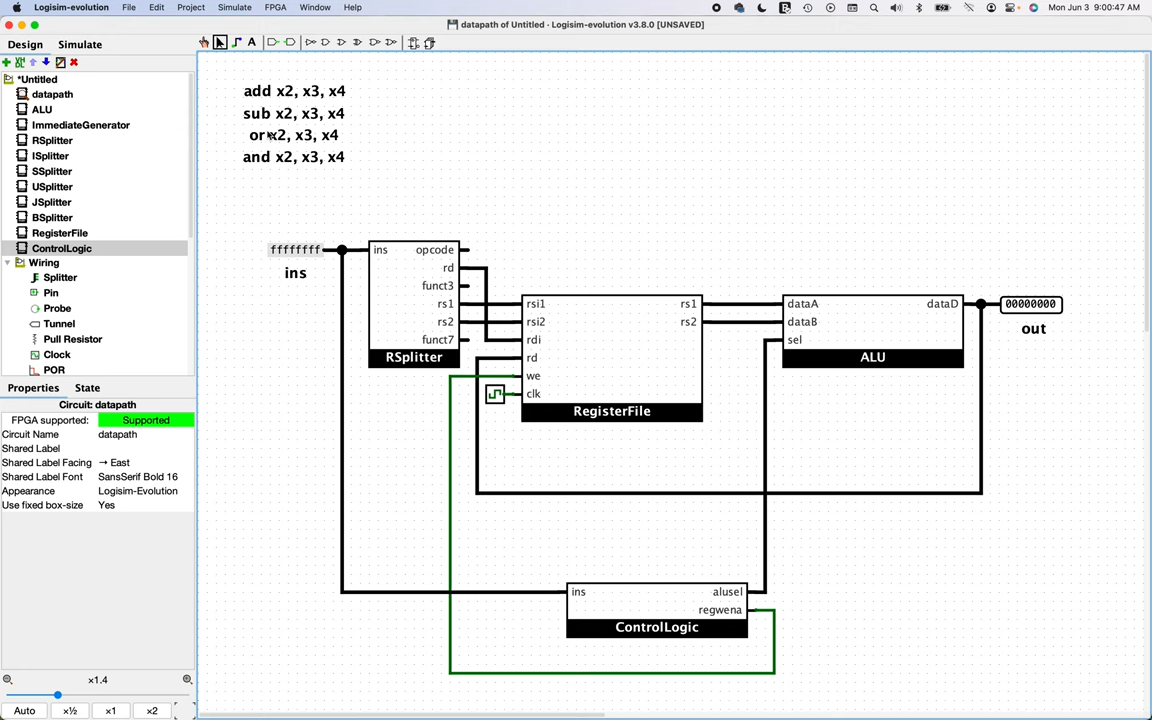 Logisim-evolution File Edit Project Simulate FPGA Window Help Mon Jun 3 9:00:47 AM
datapath of Untitled · Logisim-evolution v3.8.0 [UNSAVED]
Design Simulate
A
*Untitled
datapath
ALU
ImmediateGenerator
RSplitter
ISplitter
SSplitter
USplitter
JSplitter
BSplitter
RegisterFile
ControlLogic
Wiring
Splitter
Pin
Probe
Tunnel
Pull Resistor
Clock
POR
Properties State
Circuit: datapath
FPGA supported: Supported
Circuit Name datapath
Shared Label
Shared Label Facing → East
Shared Label Font SansSerif Bold 16
Appearance Logisim-Evolution
Use fixed box-size Yes
×1.4
Auto ×½ ×1 ×2
add x2, x3, x4
sub x2, x3, x4
or x2, x3, x4
and x2, x3, x4
ffffffff
ins
ins opcode
rd
funct3
rs1
rs2
funct7
RSplitter
rsi1 rs1
rsi2 rs2
rdi
rd
we
clk
RegisterFile
dataA dataD
dataB
sel
ALU
00000000
out
ins alusel
regwena
ControlLogic